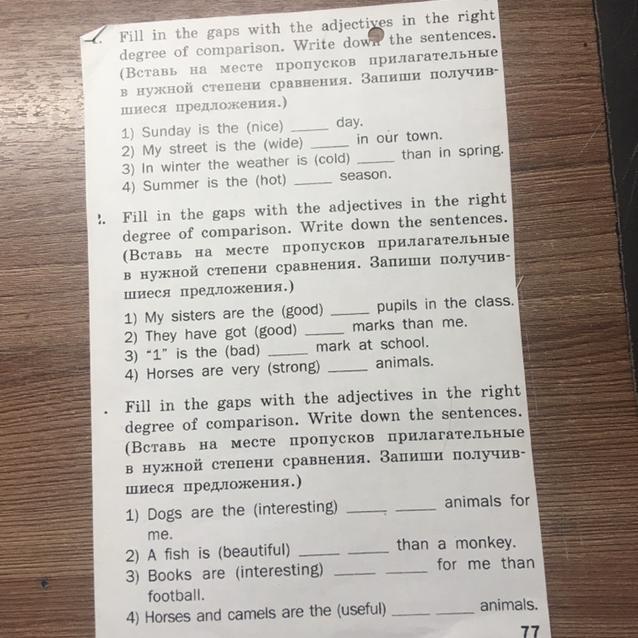 1. Fill in the gaps with the adjectives in the right
degree of comparison. Write down the sentences.
(Вставь на месте пропусков прилагательные
в нужной степени сравнения. Запиши получив-
шиеся предложения.)
1) Sunday is the (nice) _____ day.
2) My street is the (wide) _____ in our town.
3) In winter the weather is (cold) _____ than in spring.
4) Summer is the (hot) _____ season.
2. Fill in the gaps with the adjectives in the right
degree of comparison. Write down the sentences.
(Вставь на месте пропусков прилагательные
в нужной степени сравнения. Запиши получив-
шиеся предложения.)
1) My sisters are the (good) _____ pupils in the class.
2) They have got (good) _____ marks than me.
3) "1" is the (bad) _____ mark at school.
4) Horses are very (strong) _____ animals.
. Fill in the gaps with the adjectives in the right
degree of comparison. Write down the sentences.
(Вставь на месте пропусков прилагательные
в нужной степени сравнения. Запиши получив-
шиеся предложения.)
1) Dogs are the (interesting) _____ _____ animals for
me.
2) A fish is (beautiful) _____ _____ than a monkey.
3) Books are (interesting) _____ _____ for me than
football.
4) Horses and camels are the (useful) _____ _____ animals.
77